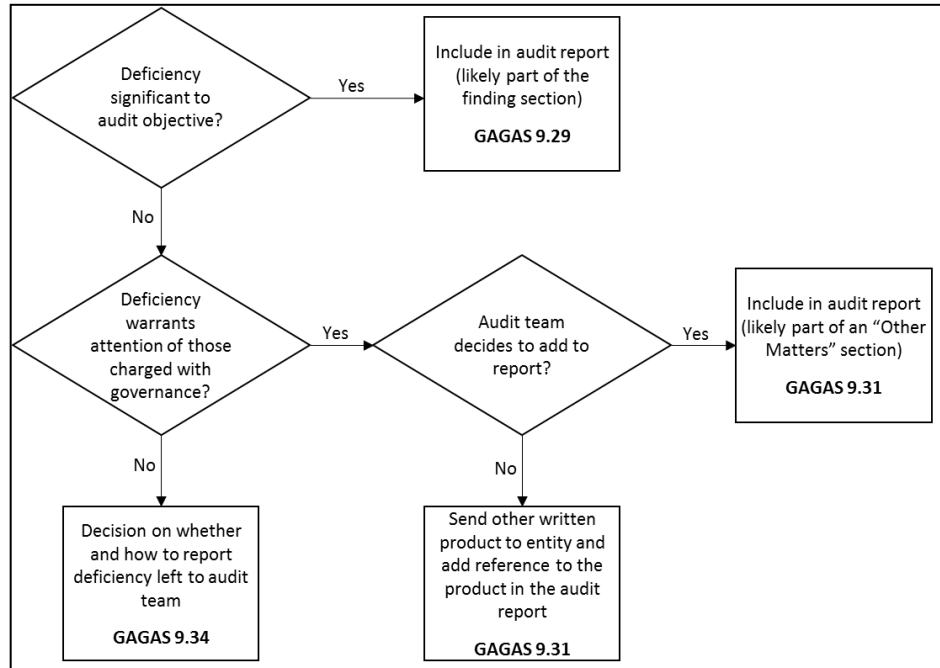 Deficiency
significant to
audit objective?
Yes
Include in audit report
(likely part of the
finding section)
GAGAS 9.29
No
Deficiency
warrants
attention of those
charged with
governance?
Yes
Audit team
decides to add to
report?
Yes
Include in audit report
(likely part of an “Other
Matters” section)
GAGAS 9.31
No
Decision on whether
and how to report
deficiency left to audit
team
GAGAS 9.34
No
Send other written
product to entity and
add reference to the
product in the audit
report
GAGAS 9.31